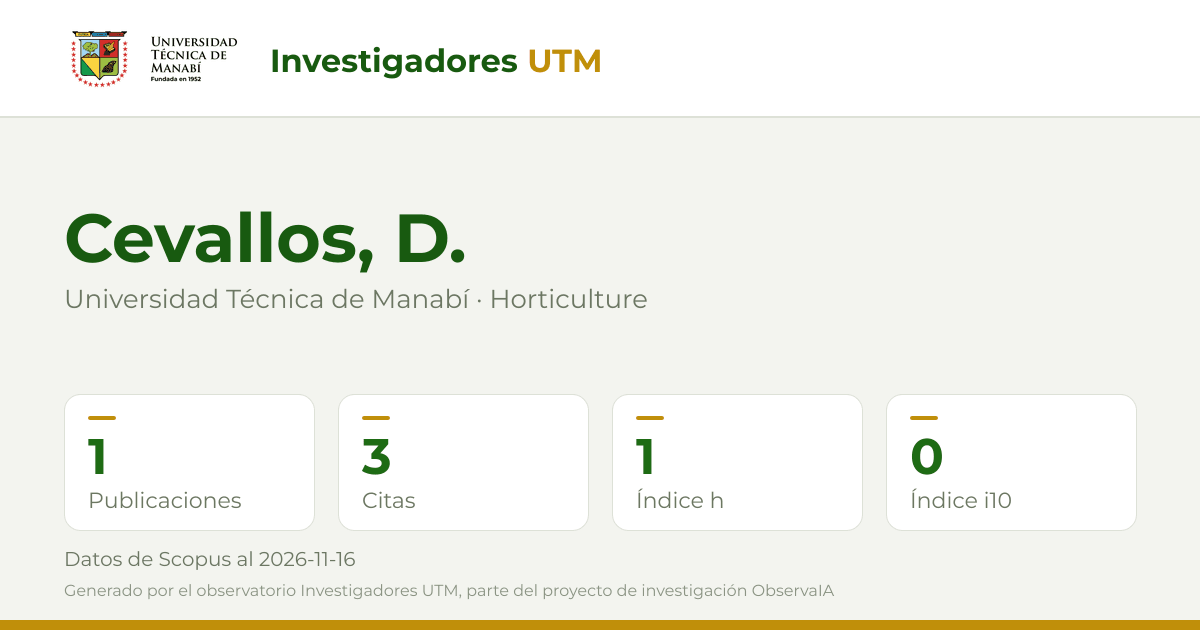 UNIVERSIDAD
TÉCNICA DE
MANABÍ
Fundada en 1952
Investigadores UTM
Cevallos, D.
Universidad Técnica de Manabí · Horticulture
1
Publicaciones
3
Citas
1
Índice h
0
Índice i10
Datos de Scopus al 2026-11-16
Generado por el observatorio Investigadores UTM, parte del proyecto de investigación ObservaIA